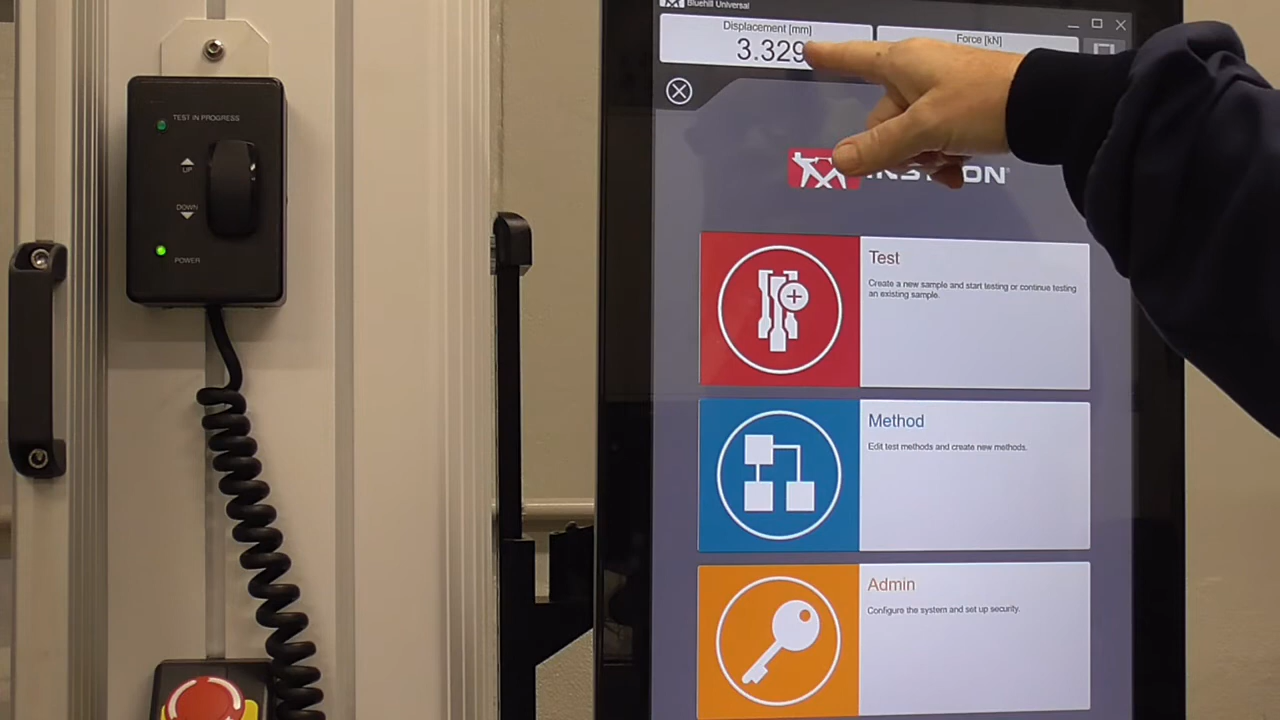 Bluehill Universal
Displacement [mm]
3.329
Force [kN]
TEST IN PROGRESS
UP
DOWN
POWER
Test
Create a new sample and start testing or continue testing
an existing sample.
Method
Edit test methods and create new methods.
Admin
Configure the system and set up security.